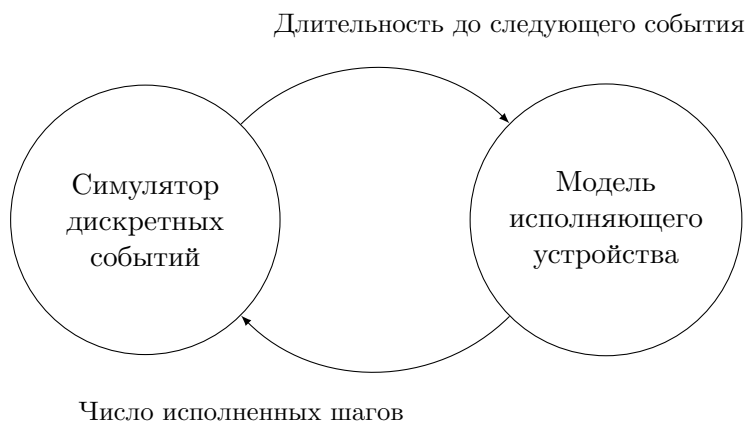 Длительность до следующего события
Симулятор
дискретных
событий
Модель
исполняющего
устройства
Число исполненных шагов